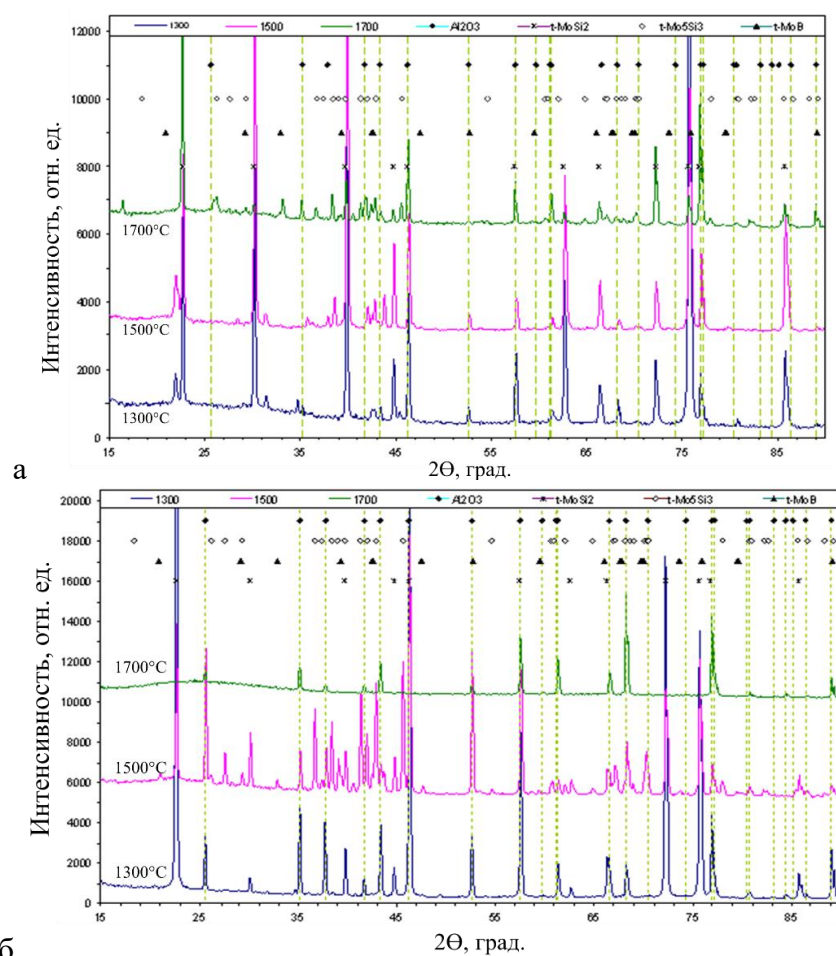 а
1300 1500 1700 Al2O3 t-MoSi2 t-Mo5Si3 t-MoB
Интенсивность, отн. ед.
12000
10000
8000
6000
4000
2000
0
1700°C
1500°C
1300°C
15 25 35 45 55 65 75 85
2Θ, град.
б
1300 1500 1700 Al2O3 t-MoSi2 t-Mo5Si3 t-MoB
Интенсивность, отн. ед.
20000
18000
16000
14000
12000
10000
8000
6000
4000
2000
0
1700°C
1500°C
1300°C
15 25 35 45 55 65 75 85
2Θ, град.